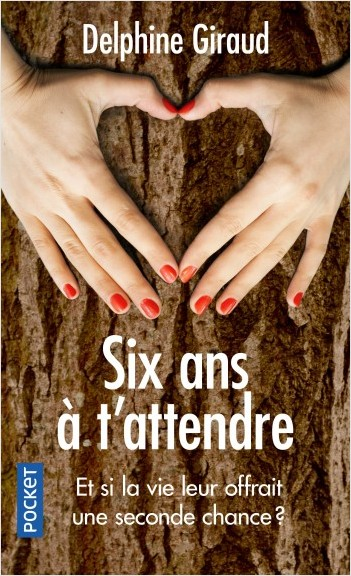 Delphine Giraud
Six ans
à t'attendre
Et si la vie leur offrait
une seconde chance ?
POCKET